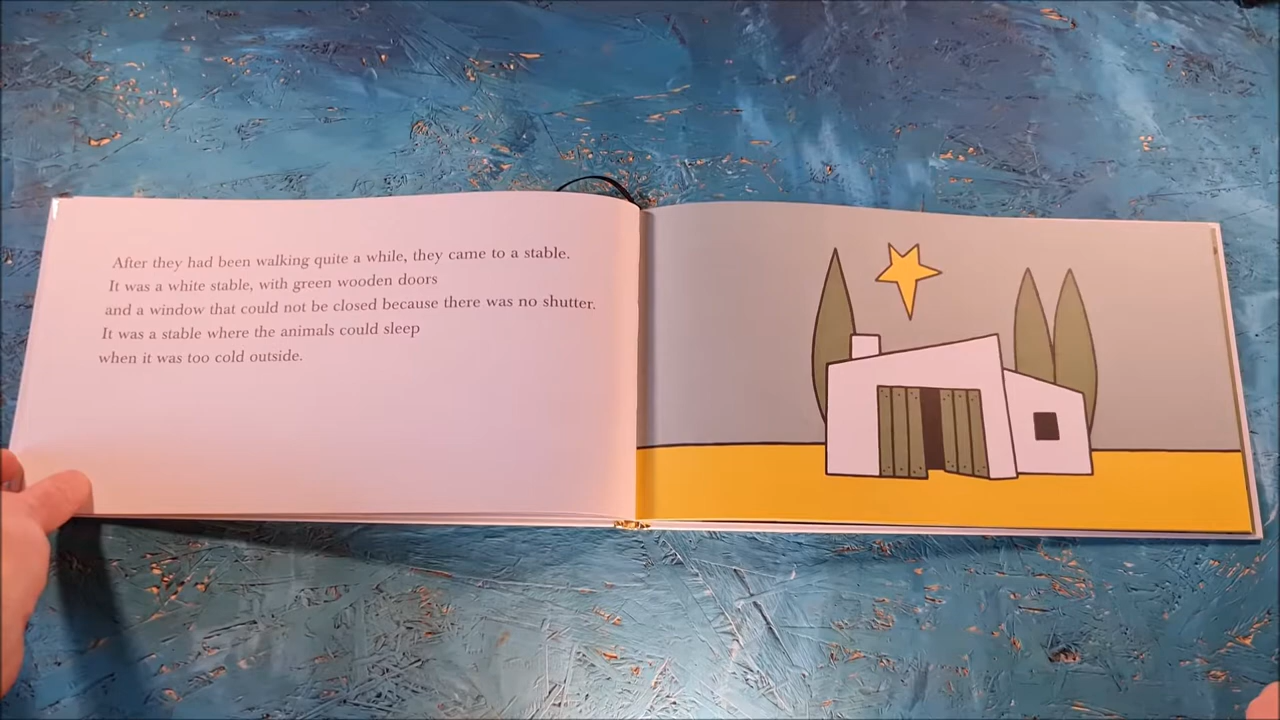 After they had been walking quite a while, they came to a stable.
It was a white stable, with green wooden doors
and a window that could not be closed because there was no shutter.
It was a stable where the animals could sleep
when it was too cold outside.